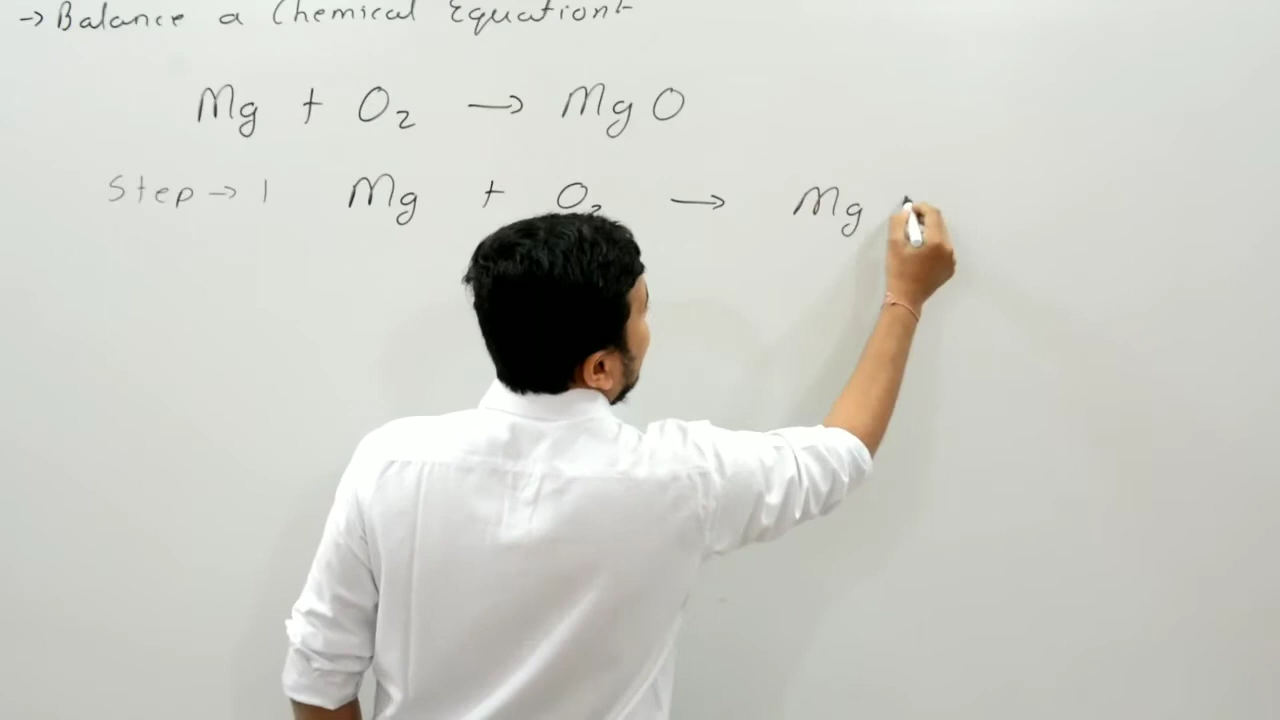 → Balance a Chemical Equation:-
Mg + O₂ → MgO
Step → 1 Mg + O₂ → Mg